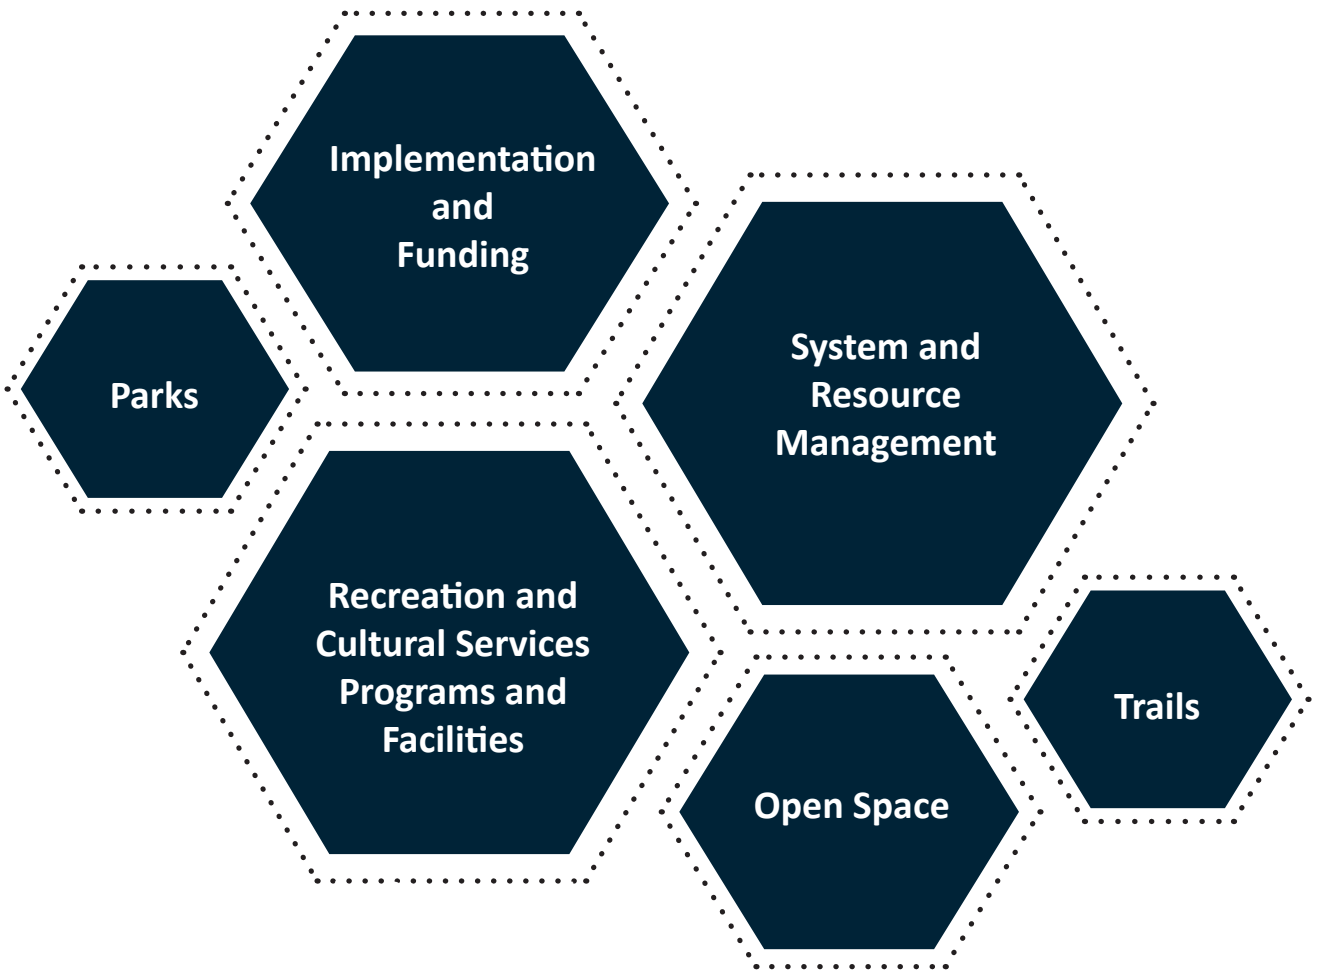 Implementation
and
Funding
System and
Resource
Management
Parks
Recreation and
Cultural Services
Programs and
Facilities
Trails
Open Space